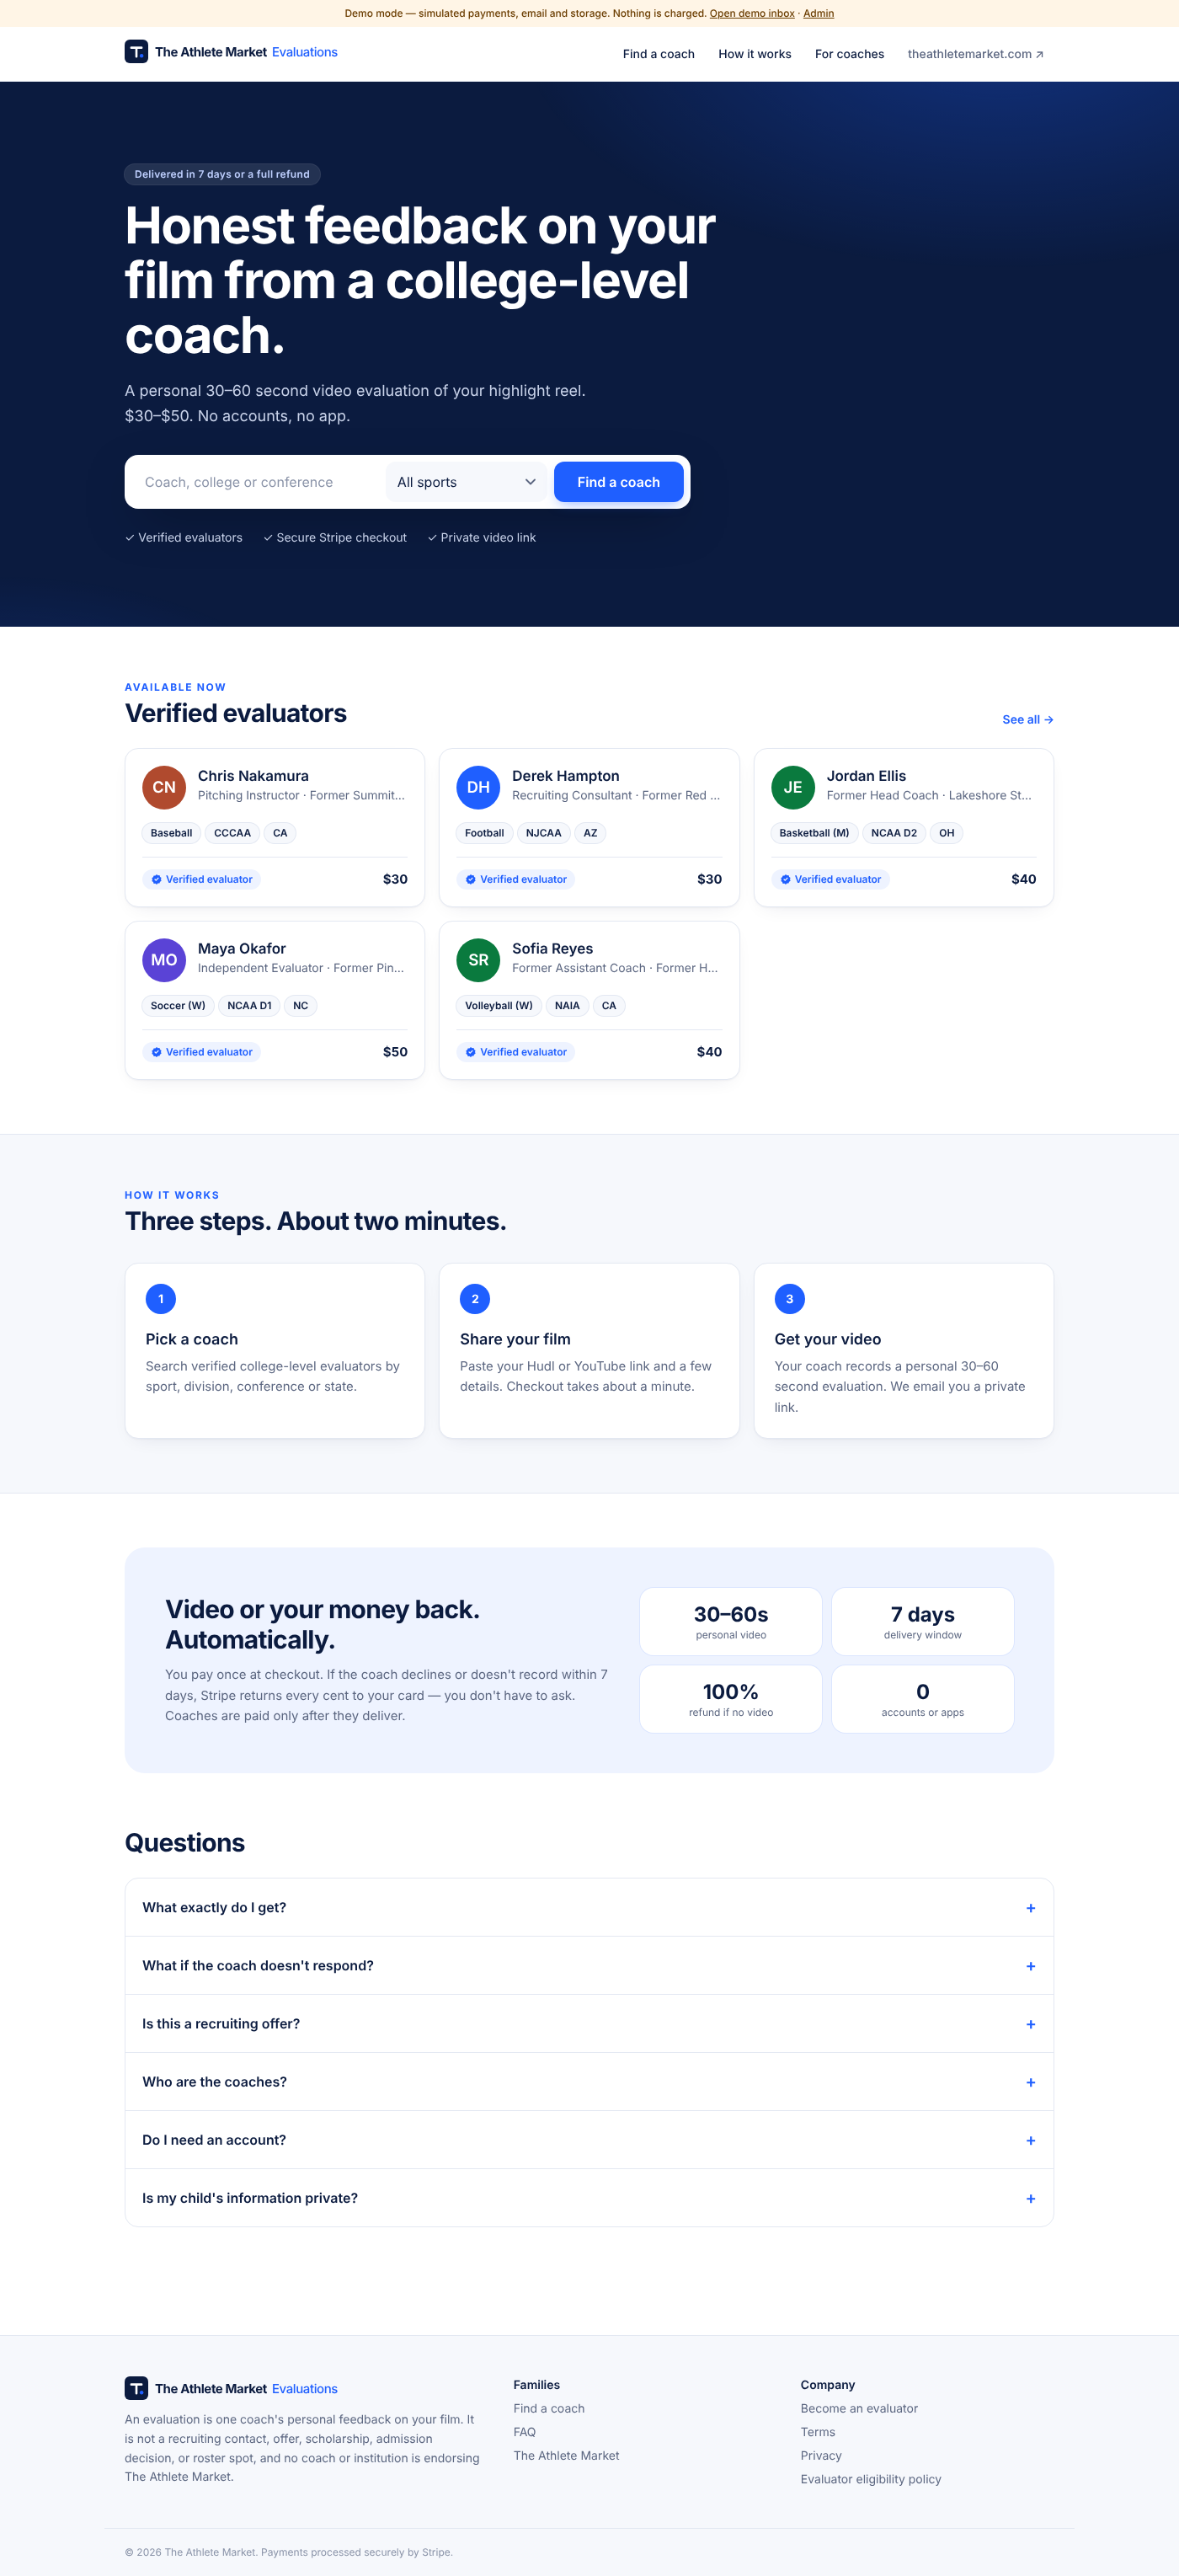 Demo mode — simulated payments, email and storage. Nothing is charged. Open demo inbox · Admin
The Athlete Market Evaluations
Find a coach
How it works
For coaches
theathletemarket.com ↗
Delivered in 7 days or a full refund
Honest feedback on your
film from a college-level
coach.
A personal 30–60 second video evaluation of your highlight reel.
$30–$50. No accounts, no app.
Coach, college or conference
All sports
Find a coach
✓ Verified evaluators
✓ Secure Stripe checkout
✓ Private video link
AVAILABLE NOW
Verified evaluators
See all →
CN
Chris Nakamura
Pitching Instructor · Former Summit...
Baseball
CCCAA
CA
Verified evaluator
$30
DH
Derek Hampton
Recruiting Consultant · Former Red ...
Football
NJCAA
AZ
Verified evaluator
$30
JE
Jordan Ellis
Former Head Coach · Lakeshore St...
Basketball (M)
NCAA D2
OH
Verified evaluator
$40
MO
Maya Okafor
Independent Evaluator · Former Pin...
Soccer (W)
NCAA D1
NC
Verified evaluator
$50
SR
Sofia Reyes
Former Assistant Coach · Former H...
Volleyball (W)
NAIA
CA
Verified evaluator
$40
HOW IT WORKS
Three steps. About two minutes.
1
Pick a coach
Search verified college-level evaluators by
sport, division, conference or state.
2
Share your film
Paste your Hudl or YouTube link and a few
details. Checkout takes about a minute.
3
Get your video
Your coach records a personal 30–60
second evaluation. We email you a private
link.
Video or your money back.
Automatically.
You pay once at checkout. If the coach declines or doesn't record within 7
days, Stripe returns every cent to your card — you don't have to ask.
Coaches are paid only after they deliver.
30–60s
personal video
7 days
delivery window
100%
refund if no video
0
accounts or apps
Questions
What exactly do I get?
+
What if the coach doesn't respond?
+
Is this a recruiting offer?
+
Who are the coaches?
+
Do I need an account?
+
Is my child's information private?
+
The Athlete Market Evaluations
An evaluation is one coach's personal feedback on your film. It
is not a recruiting contact, offer, scholarship, admission
decision, or roster spot, and no coach or institution is endorsing
The Athlete Market.
Families
Find a coach
FAQ
The Athlete Market
Company
Become an evaluator
Terms
Privacy
Evaluator eligibility policy
© 2026 The Athlete Market. Payments processed securely by Stripe.